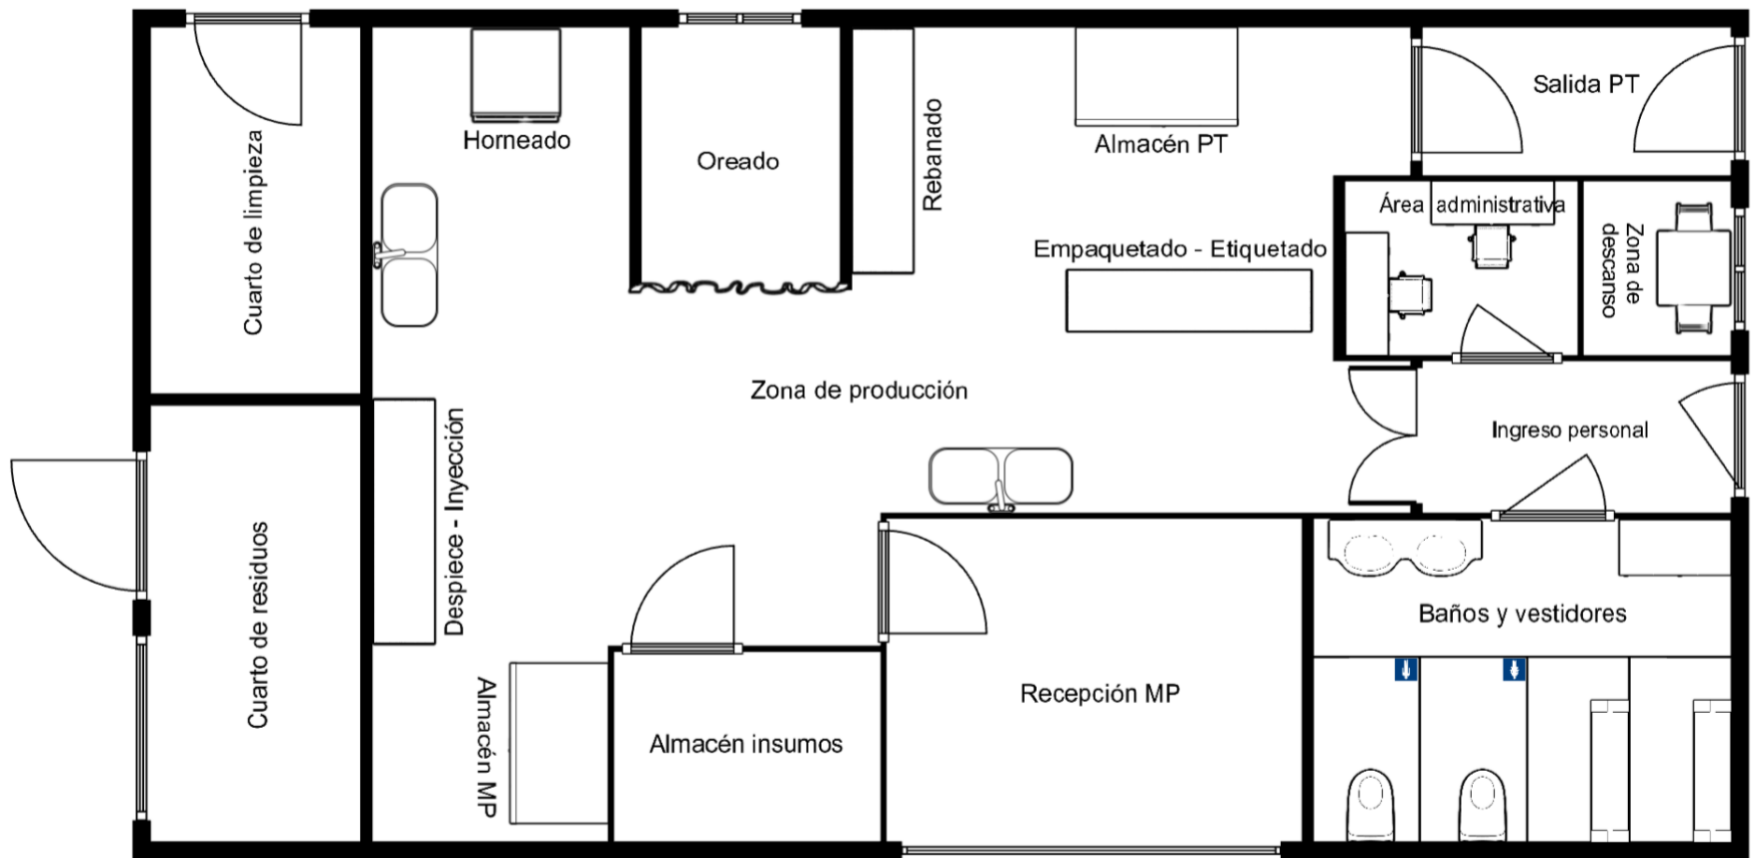 Salida PT
Horneado
Almacén PT
Oreado
Rebanado
Cuarto de limpieza
Área administrativa
Zona de
descanso
Empaquetado - Etiquetado
Zona de producción
Ingreso personal
Despiece - Inyección
Cuarto de residuos
Baños y vestidores
Recepción MP
Almacén MP
Almacén insumos